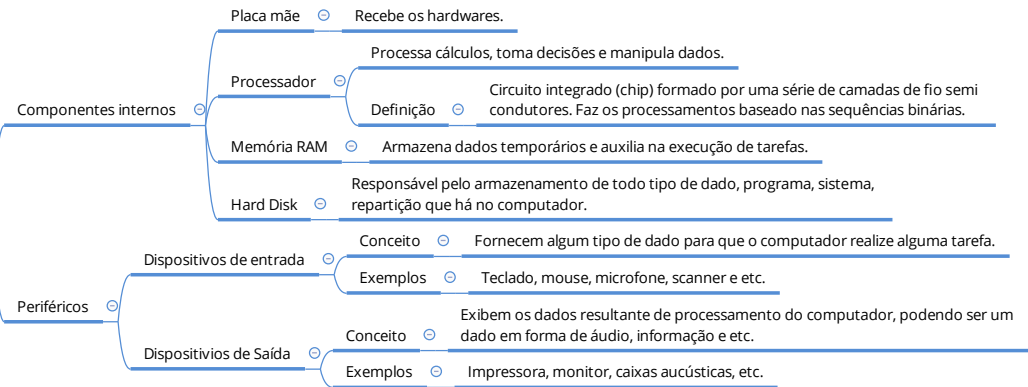 Placa mãe
Recebe os hardwares.
Processa cálculos, toma decisões e manipula dados.
Processador
Circuito integrado (chip) formado por uma série de camadas de fio semi
condutores. Faz os processamentos baseado nas sequências binárias.
Definição
Componentes internos
Memória RAM
Armazena dados temporários e auxilia na execução de tarefas.
Responsável pelo armazenamento de todo tipo de dado, programa, sistema,
repartição que há no computador.
Hard Disk
Conceito
Fornecem algum tipo de dado para que o computador realize alguma tarefa.
Dispositivos de entrada
Exemplos
Teclado, mouse, microfone, scanner e etc.
Periféricos
Exibem os dados resultante de processamento do computador, podendo ser um
dado em forma de áudio, informação e etc.
Conceito
Dispositivios de Saída
Exemplos
Impressora, monitor, caixas aucústicas, etc.